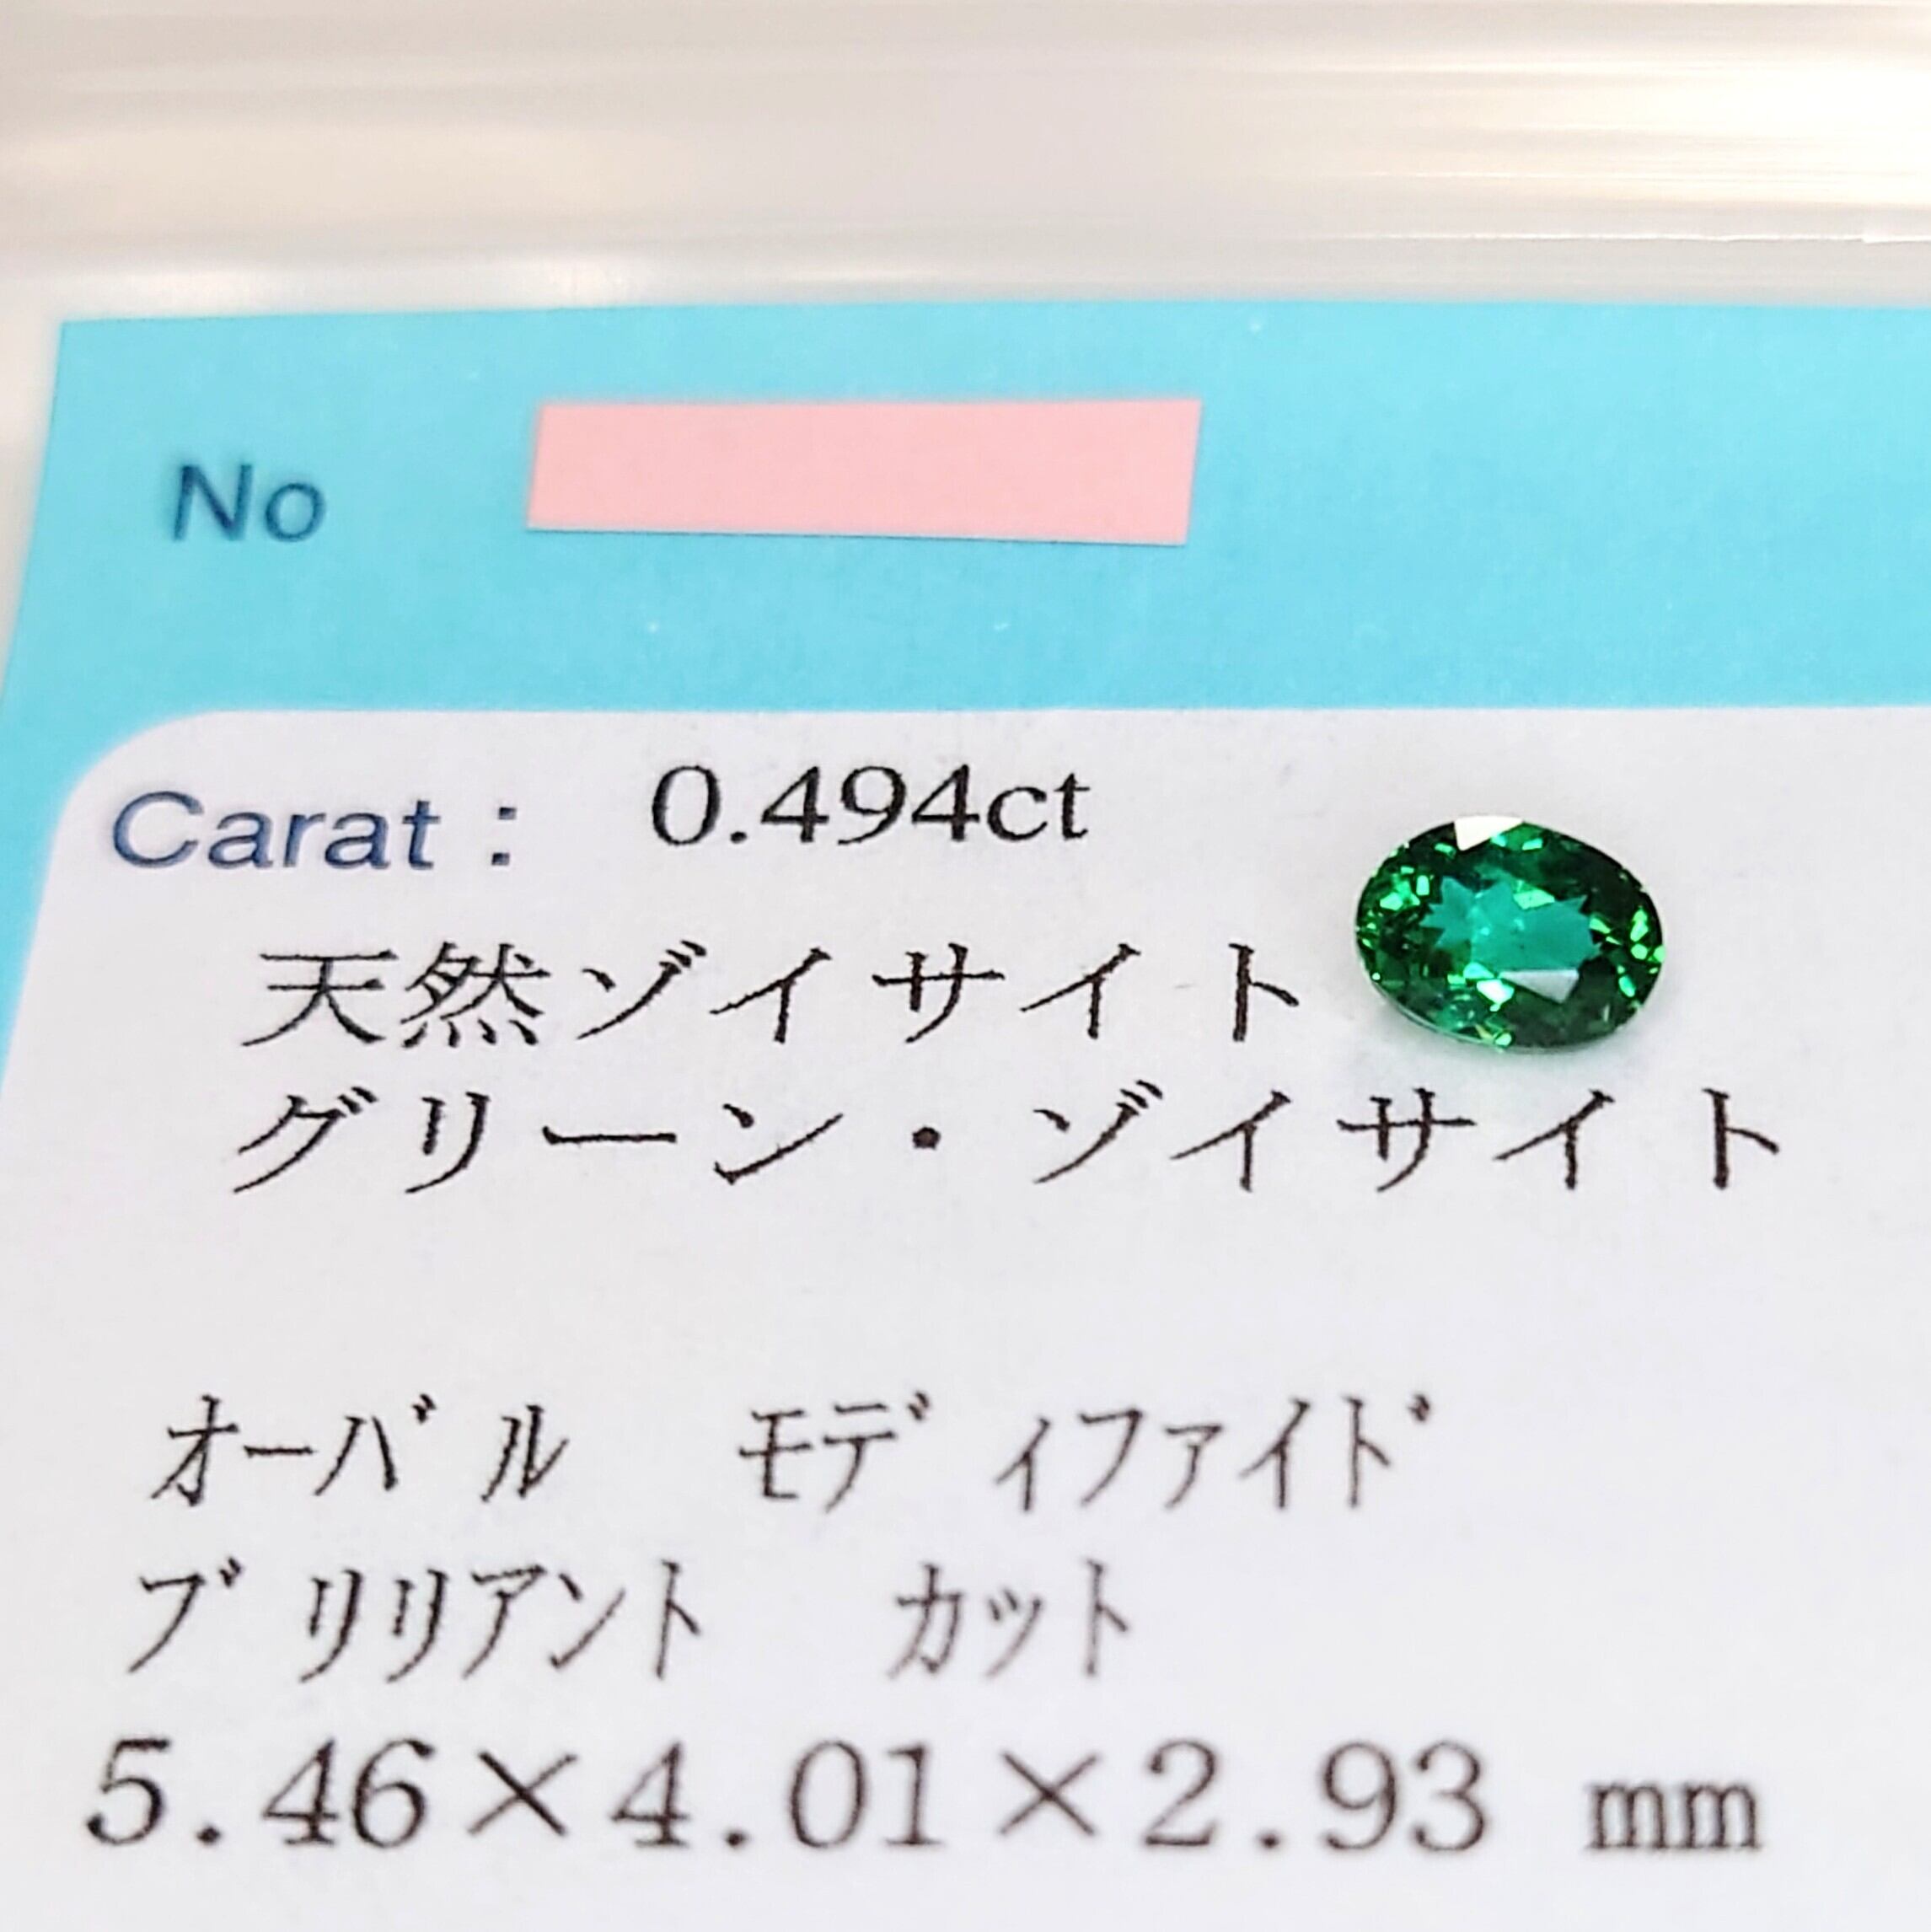 No
Carat : 0.494ct
天然ゾイサイト
グリーン・ゾイサイト
ｵｰﾊﾞﾙ ﾓﾃﾞｨﾌｧｲﾄﾞ
ﾌﾞﾘﾘｱﾝﾄ ｶｯﾄ
5.46×4.01×2.93 mm